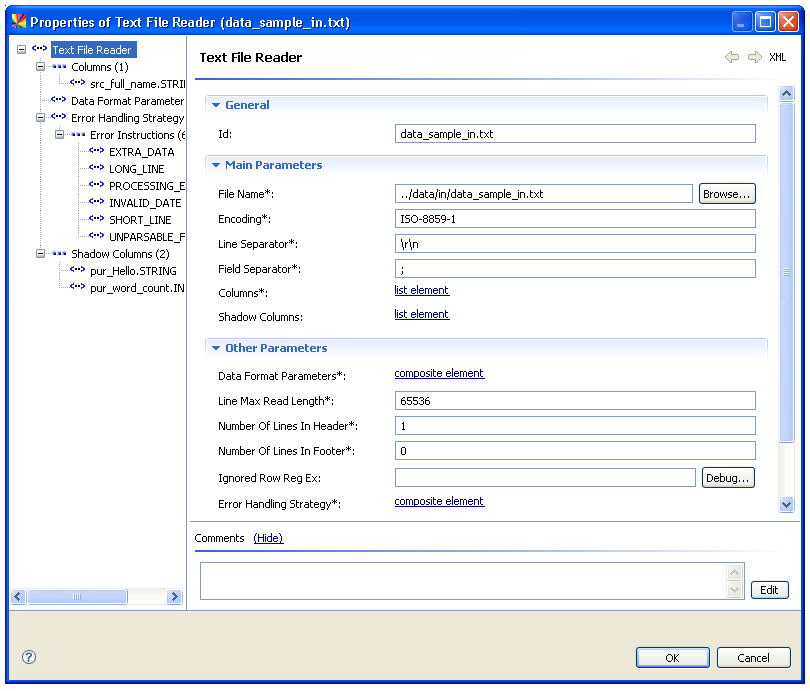 Properties of Text File Reader (data_sample_in.txt)
Text File Reader
Columns (1)
src_full_name.STRI
Data Format Parameter
Error Handling Strategy
Error Instructions (6
EXTRA_DATA
LONG_LINE
PROCESSING_E
INVALID_DATE
SHORT_LINE
UNPARSABLE_F
Shadow Columns (2)
pur_Hello.STRING
pur_word_count.IN
Text File Reader
XML
General
Id: data_sample_in.txt
Main Parameters
File Name*: ../data/in/data_sample_in.txt Browse...
Encoding*: ISO-8859-1
Line Separator*: \r\n
Field Separator*: ;
Columns*: list element
Shadow Columns: list element
Other Parameters
Data Format Parameters*: composite element
Line Max Read Length*: 65536
Number Of Lines In Header*: 1
Number Of Lines In Footer*: 0
Ignored Row Reg Ex: Debug...
Error Handling Strategy*: composite element
Comments (Hide)
Edit
?
OK Cancel